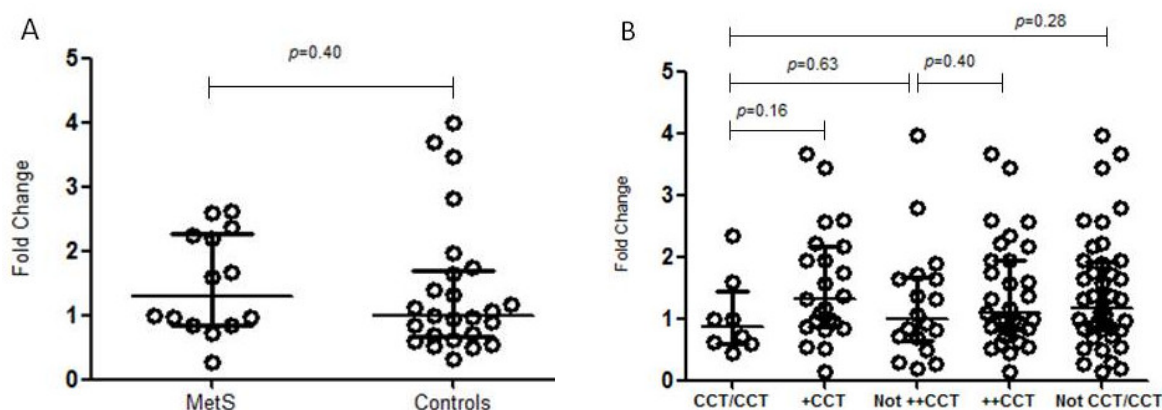 A
p=0.40
Fold Change
5
4
3
2
1
0
MetS
Controls
B
p=0.28
p=0.63
p=0.40
p=0.16
Fold Change
5
4
3
2
1
0
CCT/CCT
+CCT
Not ++CCT
++CCT
Not CCT/CCT